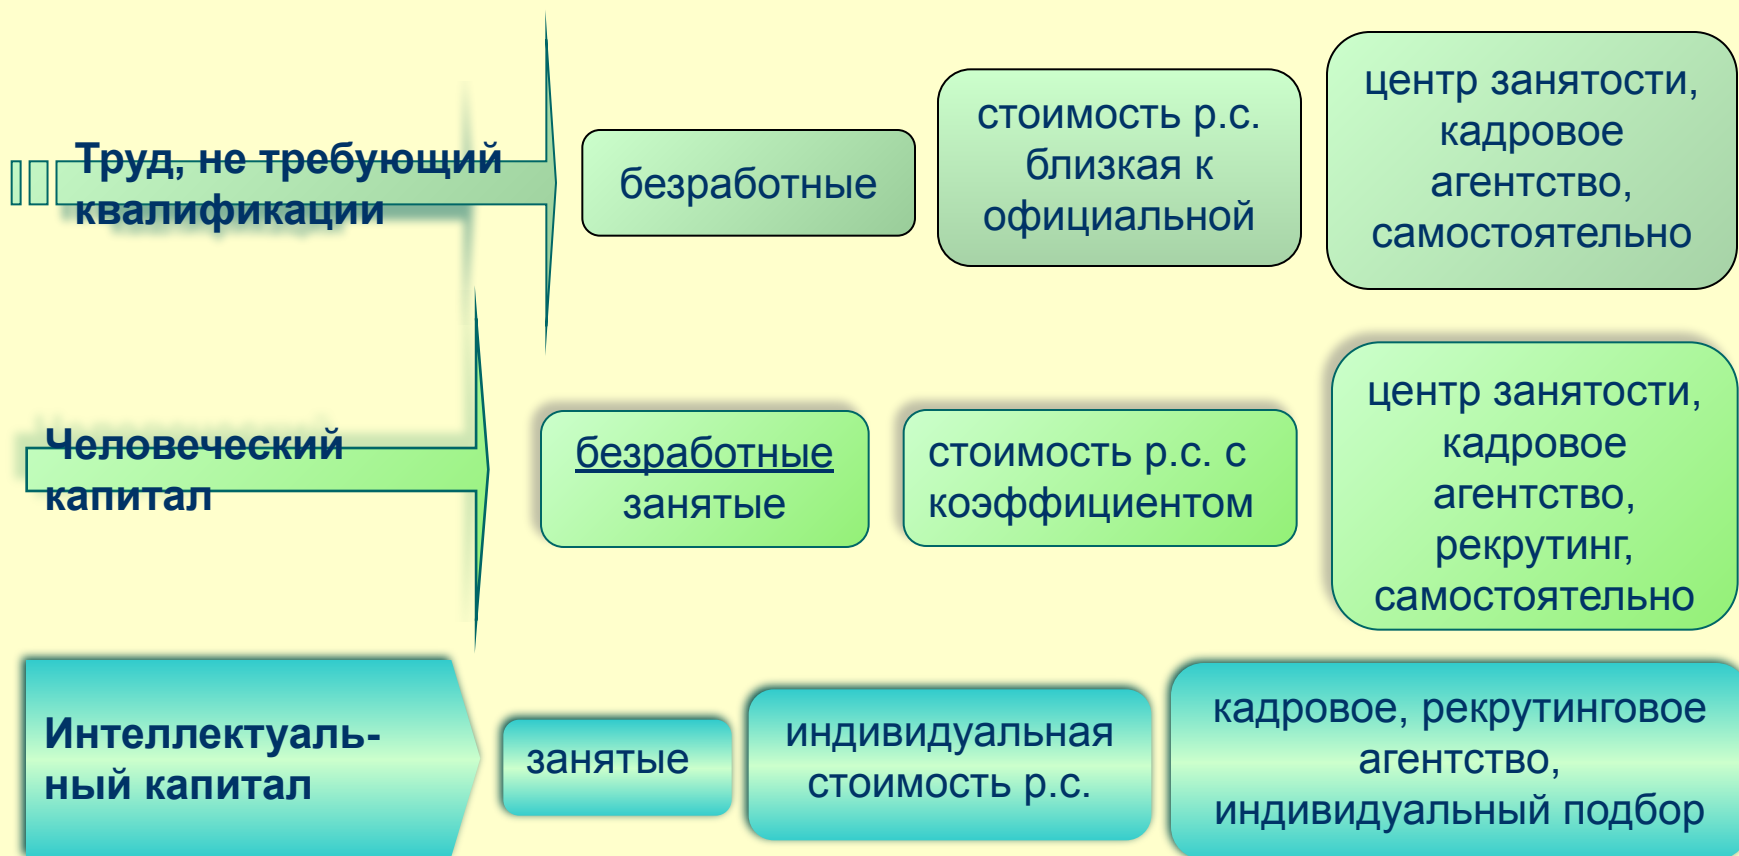 Труд, не требующий
квалификации
безработные
стоимость р.с.
близкая к
официальной
центр занятости,
кадровое
агентство,
самостоятельно
Человеческий
капитал
безработные
занятые
стоимость р.с. с
коэффициентом
центр занятости,
кадровое
агентство,
рекрутинг,
самостоятельно
Интеллектуаль-
ный капитал
занятые
индивидуальная
стоимость р.с.
кадровое, рекрутинговое
агентство,
индивидуальный подбор